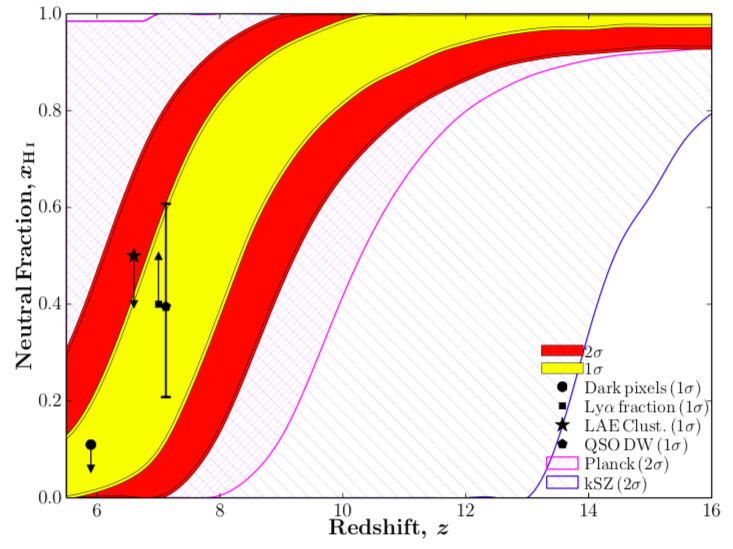 1.0
0.8
0.6
0.4
0.2
0.0
Neutral Fraction, x_HI
6 8 10 12 14 16
Redshift, z
2σ
1σ
Dark pixels (1σ)
Lyα fraction (1σ)
LAE Clust. (1σ)
QSO DW (1σ)
Planck (2σ)
kSZ (2σ)